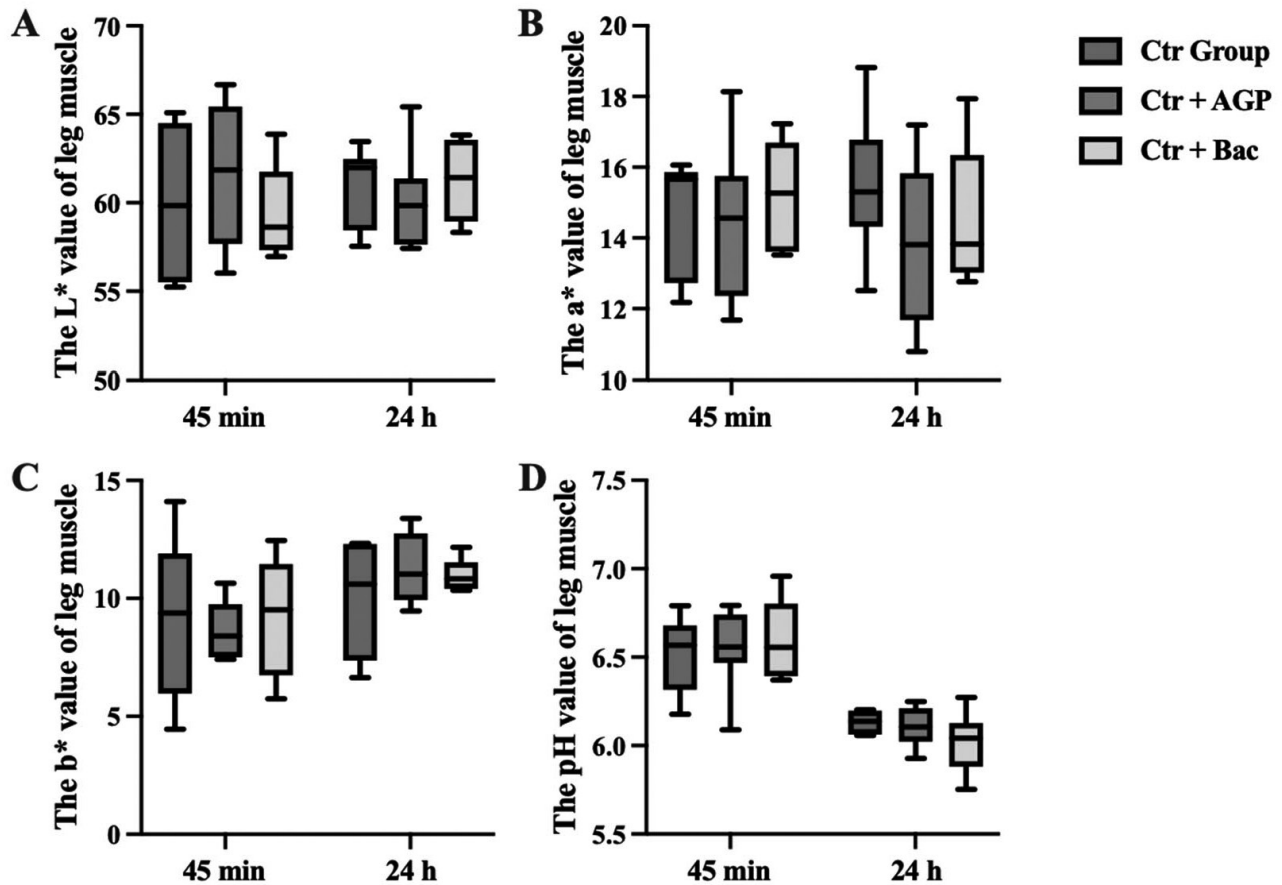 A
The L* value of leg muscle
70
65
60
55
50
45 min
24 h
B
The a* value of leg muscle
20
18
16
14
12
10
45 min
24 h
Ctr Group
Ctr + AGP
Ctr + Bac
C
The b* value of leg muscle
15
10
5
0
45 min
24 h
D
The pH value of leg muscle
7.5
7.0
6.5
6.0
5.5
45 min
24 h